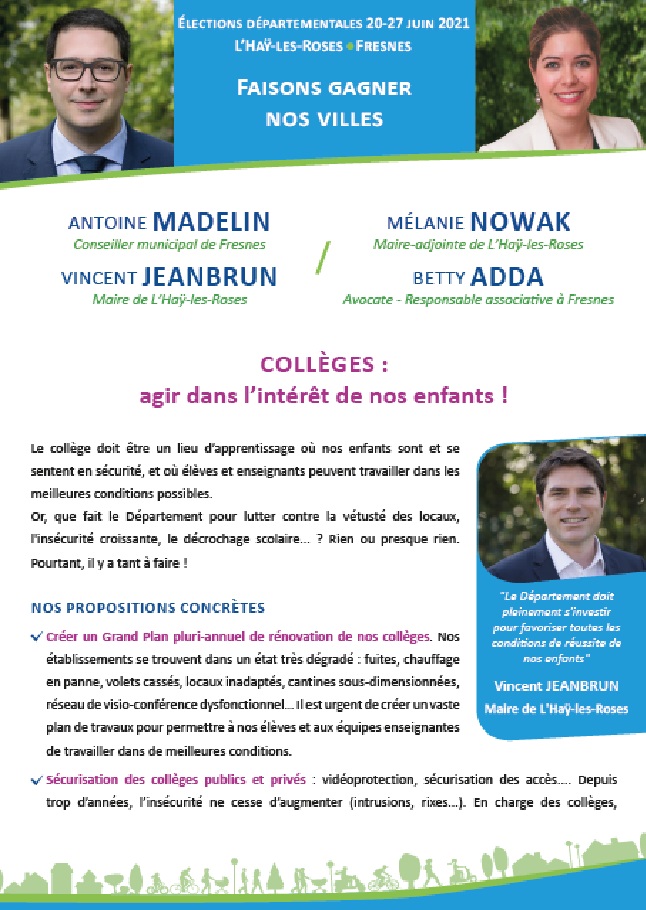 Élections départementales 20-27 juin 2021
L'Haÿ-les-Roses • Fresnes
Faisons gagner
nos villes
Antoine MADELIN
Conseiller municipal de Fresnes
Vincent JEANBRUN
Maire de L'Haÿ-les-Roses
/
Mélanie NOWAK
Maire-adjointe de L'Haÿ-les-Roses
Betty ADDA
Avocate - Responsable associative à Fresnes
COLLÈGES :
agir dans l'intérêt de nos enfants !
Le collège doit être un lieu d'apprentissage où nos enfants sont et se
sentent en sécurité, et où élèves et enseignants peuvent travailler dans les
meilleures conditions possibles.
Or, que fait le Département pour lutter contre la vétusté des locaux,
l'insécurité croissante, le décrochage scolaire... ? Rien ou presque rien.
Pourtant, il y a tant à faire !
NOS PROPOSITIONS CONCRÈTES
Créer un Grand Plan pluri-annuel de rénovation de nos collèges. Nos
établissements se trouvent dans un état très dégradé : fuites, chauffage
en panne, volets cassés, locaux inadaptés, cantines sous-dimensionnées,
réseau de visio-conférence dysfonctionnel... Il est urgent de créer un vaste
plan de travaux pour permettre à nos élèves et aux équipes enseignantes
de travailler dans de meilleures conditions.
Sécurisation des collèges publics et privés : vidéoprotection, sécurisation des accès.... Depuis
trop d'années, l'insécurité ne cesse d'augmenter (intrusions, rixes...). En charge des collèges,
"Le Département doit
pleinement s'investir
pour favoriser toutes les
conditions de réussite de
nos enfants"
Vincent JEANBRUN
Maire de L'Haÿ-les-Roses